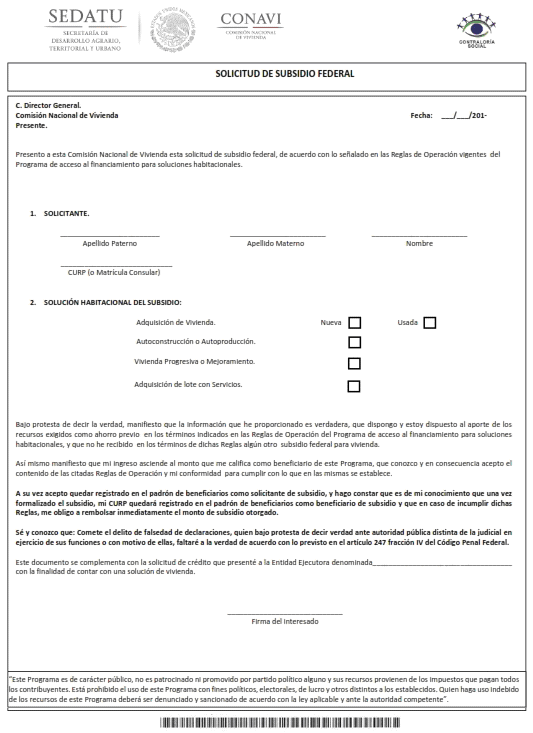 SEDATU
SECRETARÍA DE
DESARROLLO AGRARIO,
TERRITORIAL Y URBANO
ESTADOS UNIDOS MEXICANOS
CONAVI
COMISIÓN NACIONAL
DE VIVIENDA
CONTRALORÍA
SOCIAL
SOLICITUD DE SUBSIDIO FEDERAL
C. Director General.
Comisión Nacional de Vivienda
Presente.
Fecha: ___/___/201-
Presento a esta Comisión Nacional de Vivienda esta solicitud de subsidio federal, de acuerdo con lo señalado en las Reglas de Operación vigentes del
Programa de acceso al financiamiento para soluciones habitacionales.
1. SOLICITANTE.
Apellido Paterno Apellido Materno Nombre
CURP (o Matrícula Consular)
2. SOLUCIÓN HABITACIONAL DEL SUBSIDIO:
Adquisición de Vivienda. Nueva Usada
Autoconstrucción o Autoproducción.
Vivienda Progresiva o Mejoramiento.
Adquisición de lote con Servicios.
Bajo protesta de decir la verdad, manifiesto que la información que he proporcionado es verdadera, que dispongo y estoy dispuesto al aporte de los
recursos exigidos como ahorro previo en los términos indicados en las Reglas de Operación del Programa de acceso al financiamiento para soluciones
habitacionales, y que no he recibido en los términos de dichas Reglas algún otro subsidio federal para vivienda.
Así mismo manifiesto que mi ingreso asciende al monto que me califica como beneficiario de este Programa, que conozco y en consecuencia acepto el
contenido de las citadas Reglas de Operación y mi conformidad para cumplir con lo que en las mismas se establece.
A su vez acepto quedar registrado en el padrón de beneficiarios como solicitante de subsidio, y hago constar que es de mi conocimiento que una vez
formalizado el subsidio, mi CURP quedará registrado en el padrón de beneficiarios como beneficiario de subsidio y que en caso de incumplir dichas
Reglas, me obligo a rembolsar inmediatamente el monto de subsidio otorgado.
Sé y conozco que: Comete el delito de falsedad de declaraciones, quien bajo protesta de decir verdad ante autoridad pública distinta de la judicial en
ejercicio de sus funciones o con motivo de ellas, faltaré a la verdad de acuerdo con lo previsto en el artículo 247 fracción IV del Código Penal Federal.
Este documento se complementa con la solicitud de crédito que presenté a la Entidad Ejecutora denominada___
con la finalidad de contar con una solución de vivienda.
Firma del Interesado
"Este Programa es de carácter público, no es patrocinado ni promovido por partido político alguno y sus recursos provienen de los impuestos que pagan todos
los contribuyentes. Está prohibido el uso de este Programa con fines políticos, electorales, de lucro y otros distintos a los establecidos. Quien haga uso indebido
de los recursos de este Programa deberá ser denunciado y sancionado de acuerdo con la ley aplicable y ante la autoridad competente".